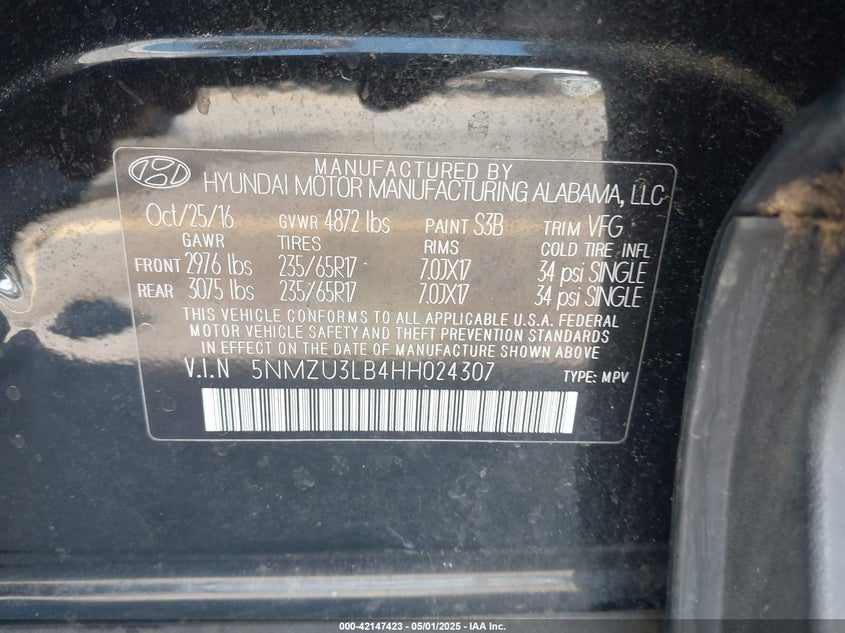 MANUFACTURED BY
HYUNDAI MOTOR MANUFACTURING ALABAMA, LLC
Oct/25/16 GVWR 4872 lbs PAINT S3B TRIM VFG
GAWR TIRES RIMS COLD TIRE INFL
FRONT 2976 lbs 235/65R17 7.0JX17 34 psi SINGLE
REAR 3075 lbs 235/65R17 7.0JX17 34 psi SINGLE
THIS VEHICLE CONFORMS TO ALL APPLICABLE U.S.A. FEDERAL
MOTOR VEHICLE SAFETY AND THEFT PREVENTION STANDARDS
IN EFFECT ON THE DATE OF MANUFACTURE SHOWN ABOVE
V.I.N 5NMZU3LB4HH024307 TYPE: MPV
000-42147423 - 05/01/2025 - IAA Inc.